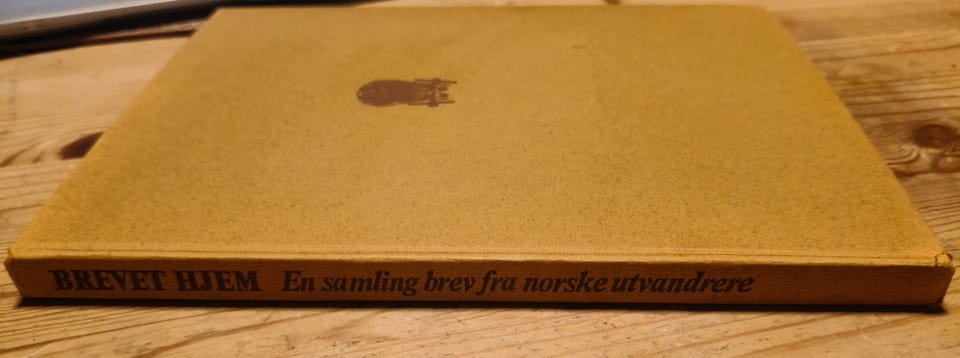 BREVET HJEM En samling brev fra norske utvandrere